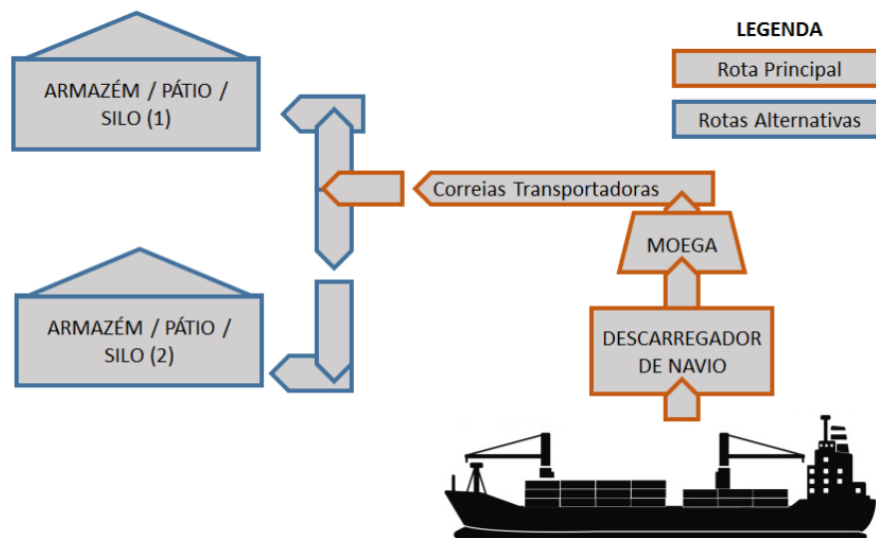 LEGENDA
Rota Principal
Rotas Alternativas
ARMAZÉM / PÁTIO /
SILO (1)
Correias Transportadoras
MOEGA
ARMAZÉM / PÁTIO /
SILO (2)
DESCARREGADOR
DE NAVIO